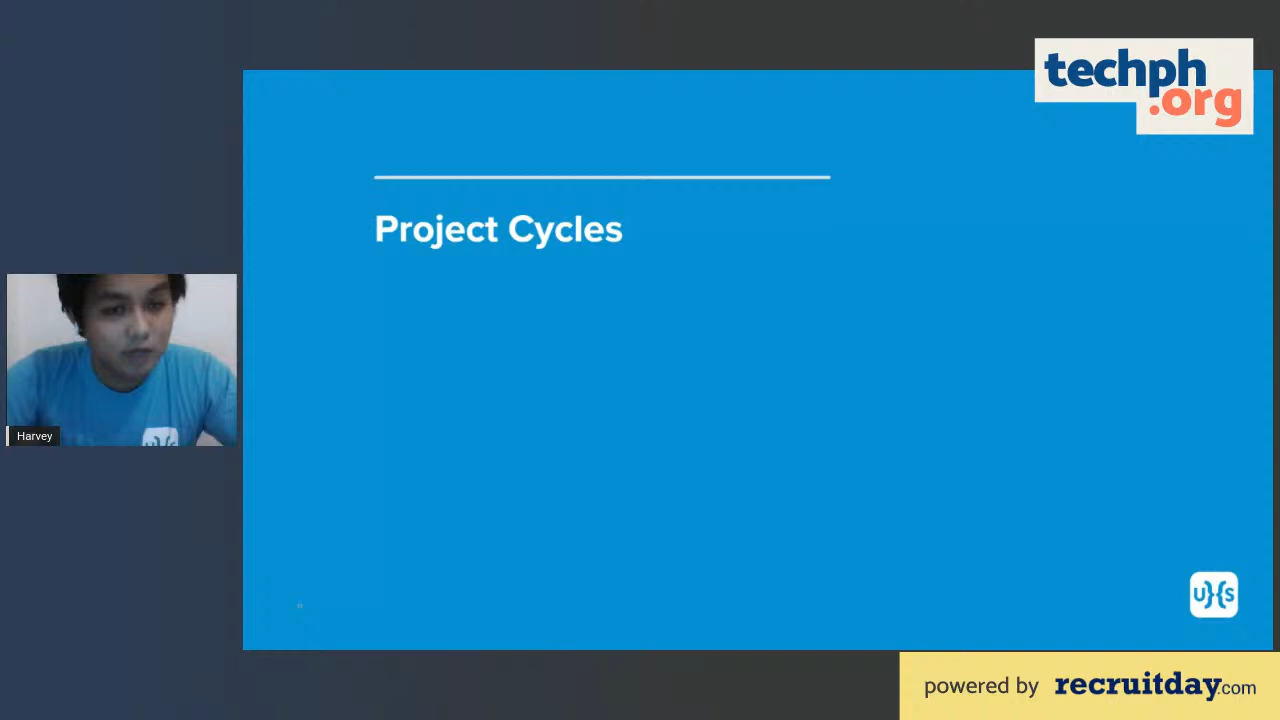 techph
.org
Project Cycles
Harvey
U}{S
powered by recruitday.com